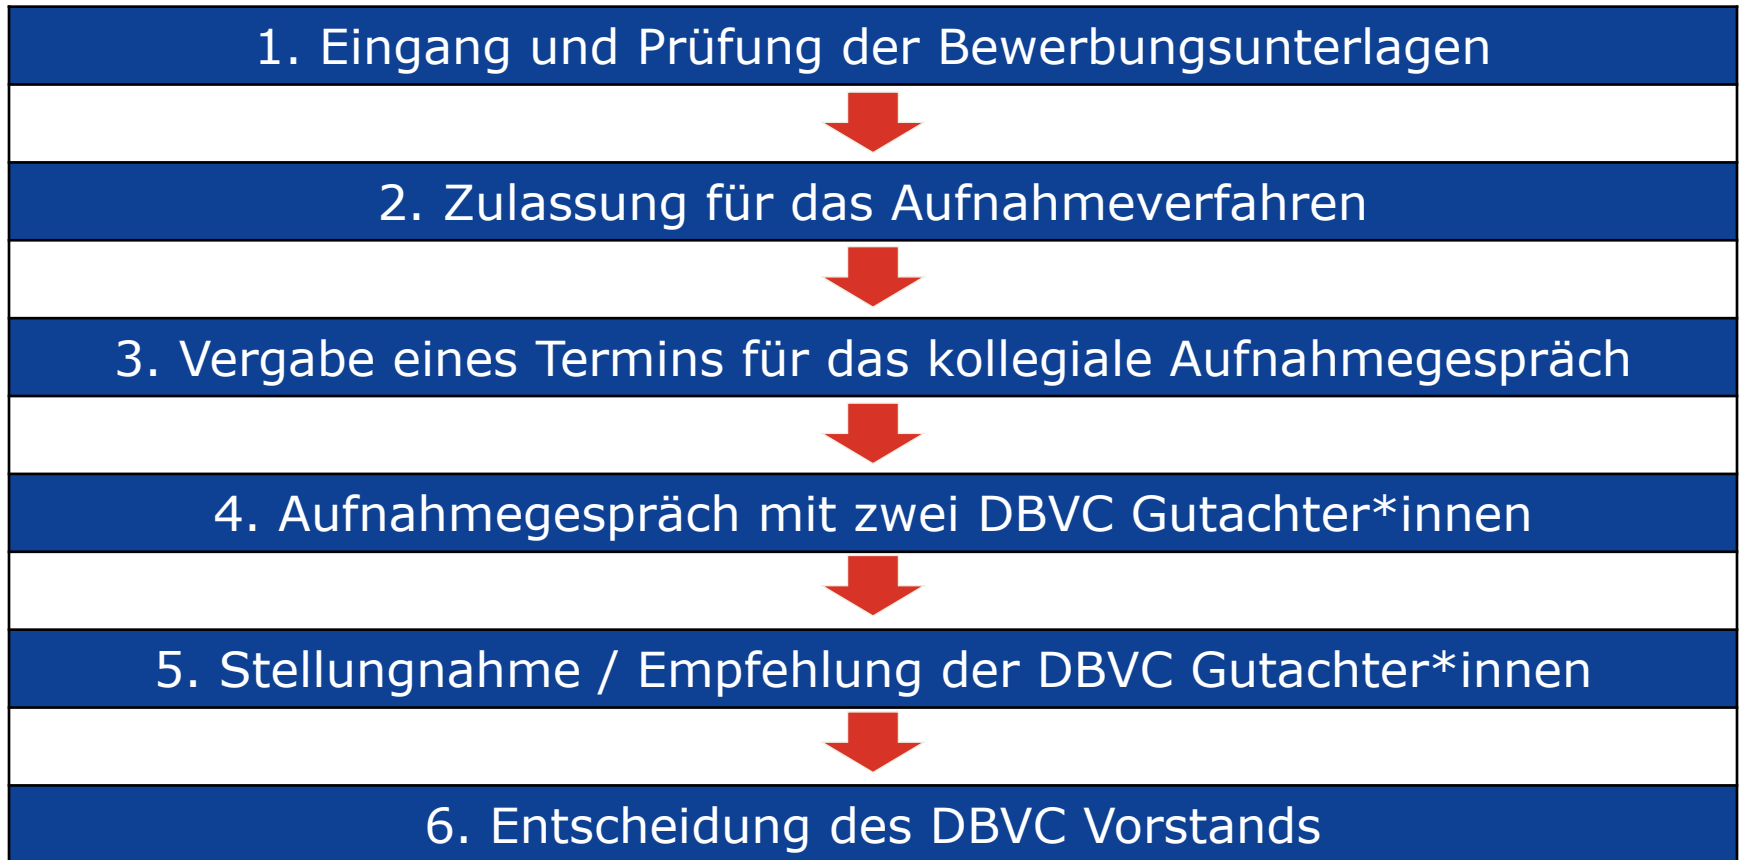 1. Eingang und Prüfung der Bewerbungsunterlagen
2. Zulassung für das Aufnahmeverfahren
3. Vergabe eines Termins für das kollegiale Aufnahmegespräch
4. Aufnahmegespräch mit zwei DBVC Gutachter*innen
5. Stellungnahme / Empfehlung der DBVC Gutachter*innen
6. Entscheidung des DBVC Vorstands